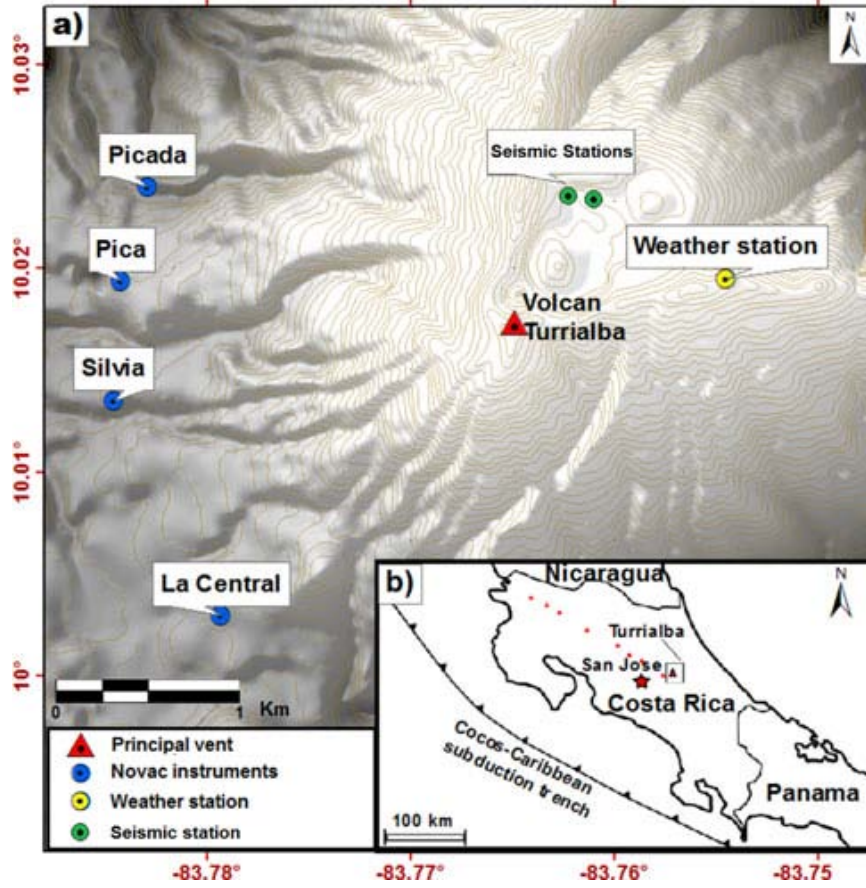 a)
N
10.03°
Picada
Seismic Stations
Pica
10.02°
Weather station
Volcan
Turrialba
Silvia
10.01°
La Central
10°
0 1 Km
Principal vent
Novac instruments
Weather station
Seismic station
b)
Nicaragua
N
Turrialba
San Jose
Costa Rica
Cocos-Caribbean
subduction trench
Panama
100 km
-83.78° -83.77° -83.76° -83.75°